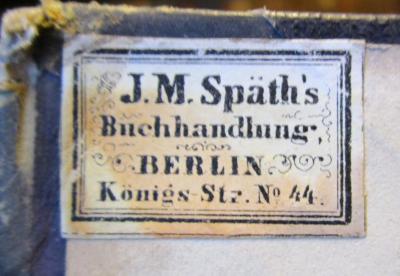 J. M. Späth's
Buchhandlung,
BERLIN
Königs-Str. No 44.